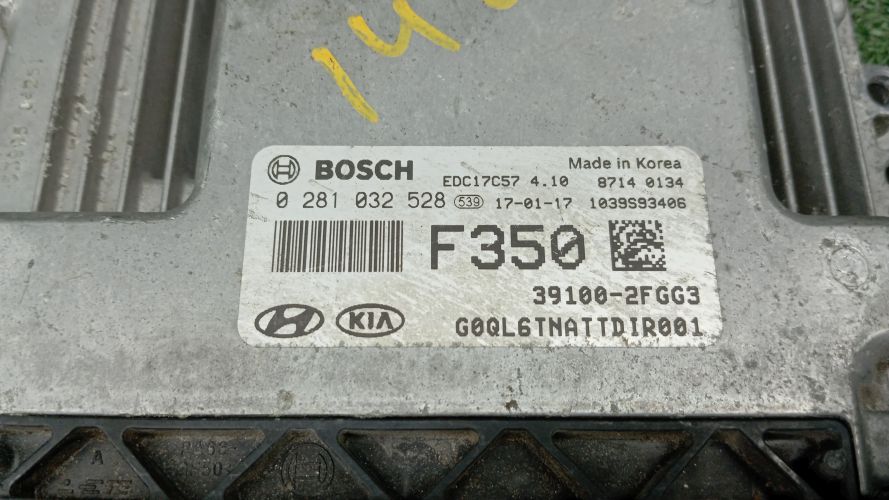 BOSCH
Made in Korea
EDC17C57 4.10 8714 0134
0 281 032 528 539 17-01-17 1039S93406
F350
39100-2FGG3
KIA
G0QL6TNATTDIR001
A